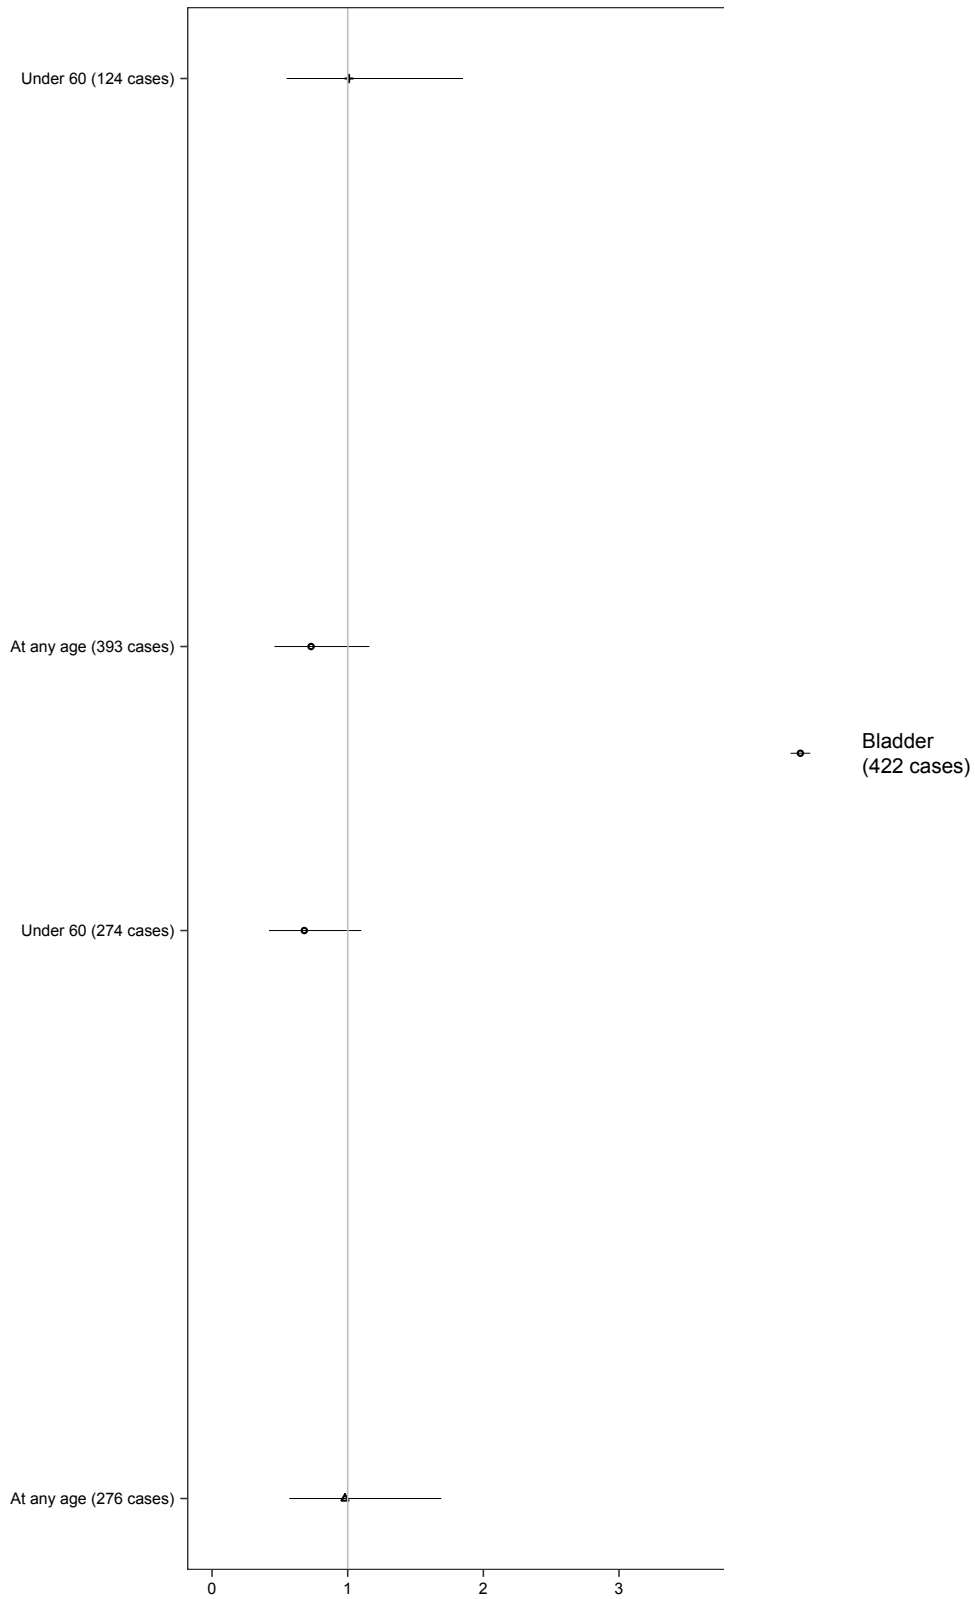 Under 60 (124 cases)
At any age (393 cases)
Bladder
(422 cases)
Under 60 (274 cases)
At any age (276 cases)
0 1 2 3